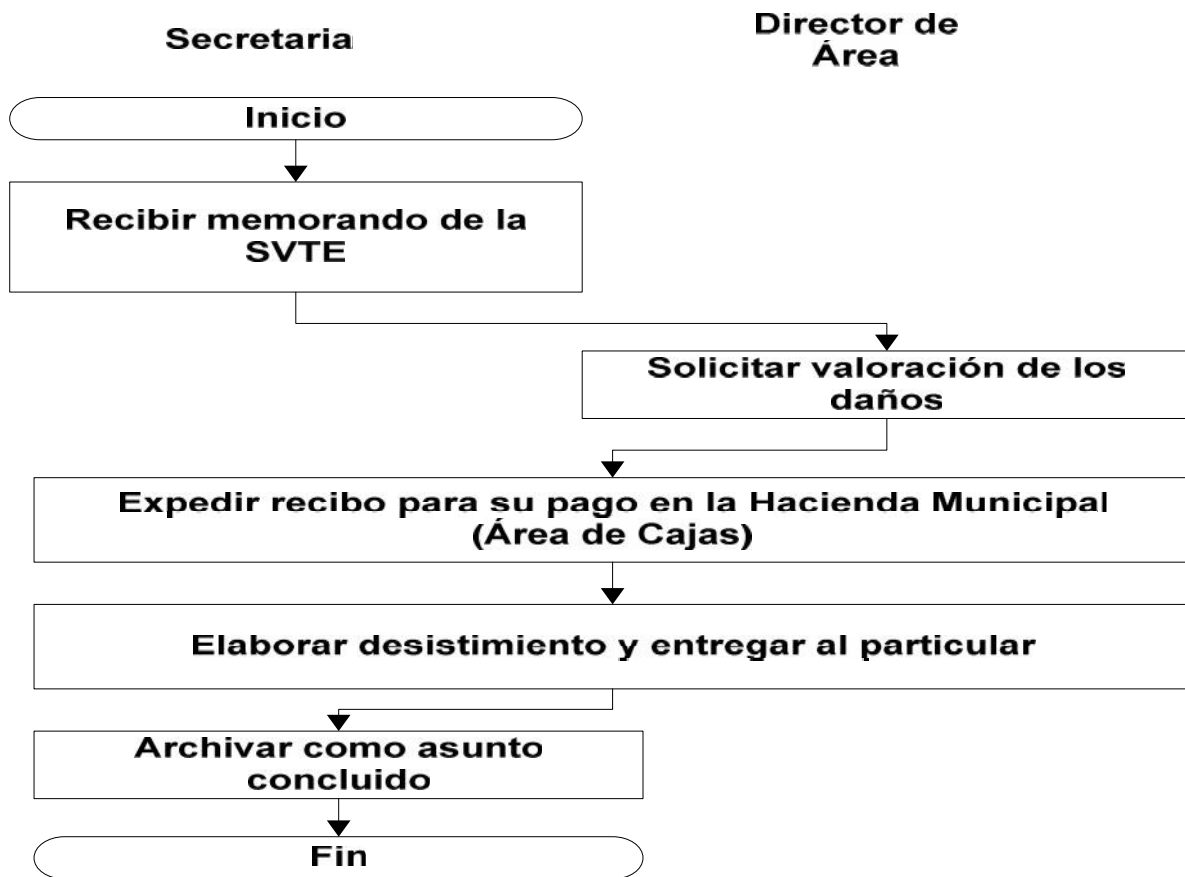 Secretaria
Director de
Área
Inicio
Recibir memorando de la
SVTE
Solicitar valoración de los
daños
Expedir recibo para su pago en la Hacienda Municipal
(Área de Cajas)
Elaborar desistimiento y entregar al particular
Archivar como asunto
concluido
Fin